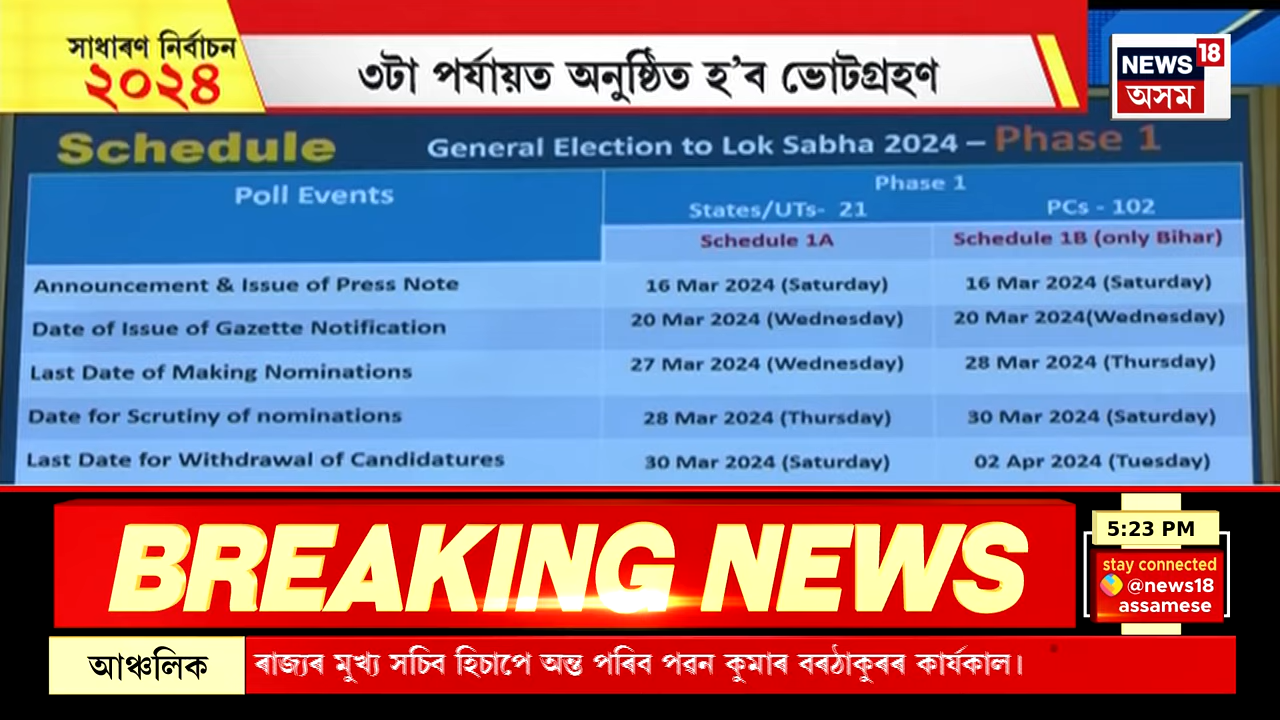 সাধাৰণ নিৰ্বাচন
২০২৪
৩টা পৰ্যায়ত অনুষ্ঠিত হ'ব ভোটগ্ৰহণ
NEWS 18
অসম
Schedule
General Election to Lok Sabha 2024 – Phase 1
Poll Events
Phase 1
States/UTs- 21
PCs - 102
Schedule 1A
Schedule 1B (only Bihar)
Announcement & Issue of Press Note
16 Mar 2024 (Saturday)
16 Mar 2024 (Saturday)
Date of Issue of Gazette Notification
20 Mar 2024 (Wednesday)
20 Mar 2024(Wednesday)
Last Date of Making Nominations
27 Mar 2024 (Wednesday)
28 Mar 2024 (Thursday)
Date for Scrutiny of nominations
28 Mar 2024 (Thursday)
30 Mar 2024 (Saturday)
Last Date for Withdrawal of Candidatures
30 Mar 2024 (Saturday)
02 Apr 2024 (Tuesday)
BREAKING NEWS
5:23 PM
stay connected
@news18
assamese
আঞ্চলিক
ৰাজ্যৰ মুখ্য সচিব হিচাপে অন্ত পৰিব পৱন কুমাৰ বৰঠাকুৰৰ কাৰ্যকাল।